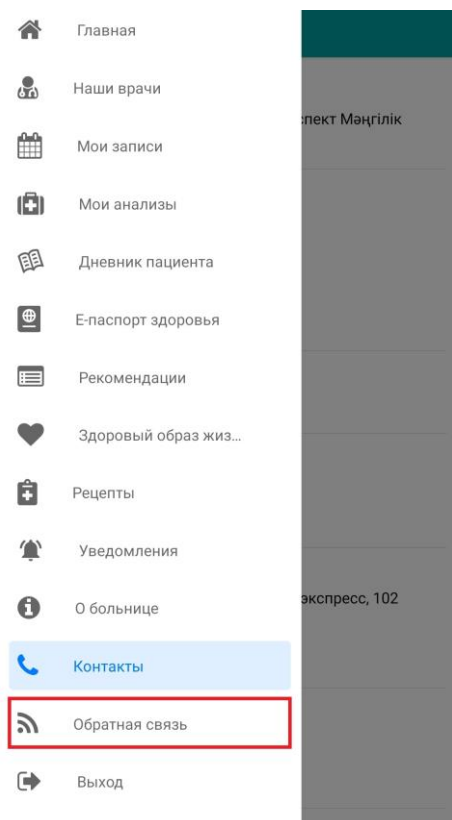 Главная
Наши врачи
:пект Мәңгілік
Мои записи
Мои анализы
Дневник пациента
Е-паспорт здоровья
Рекомендации
Здоровый образ жиз...
Рецепты
Уведомления
О больнице
экспресс, 102
Контакты
Обратная связь
Выход